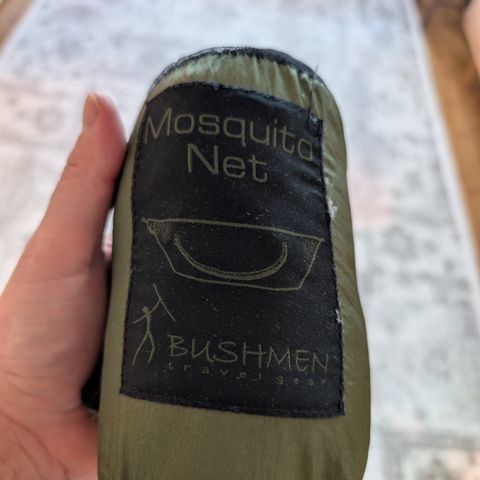 Mosquito
Net
BUSHMEN
travel gear